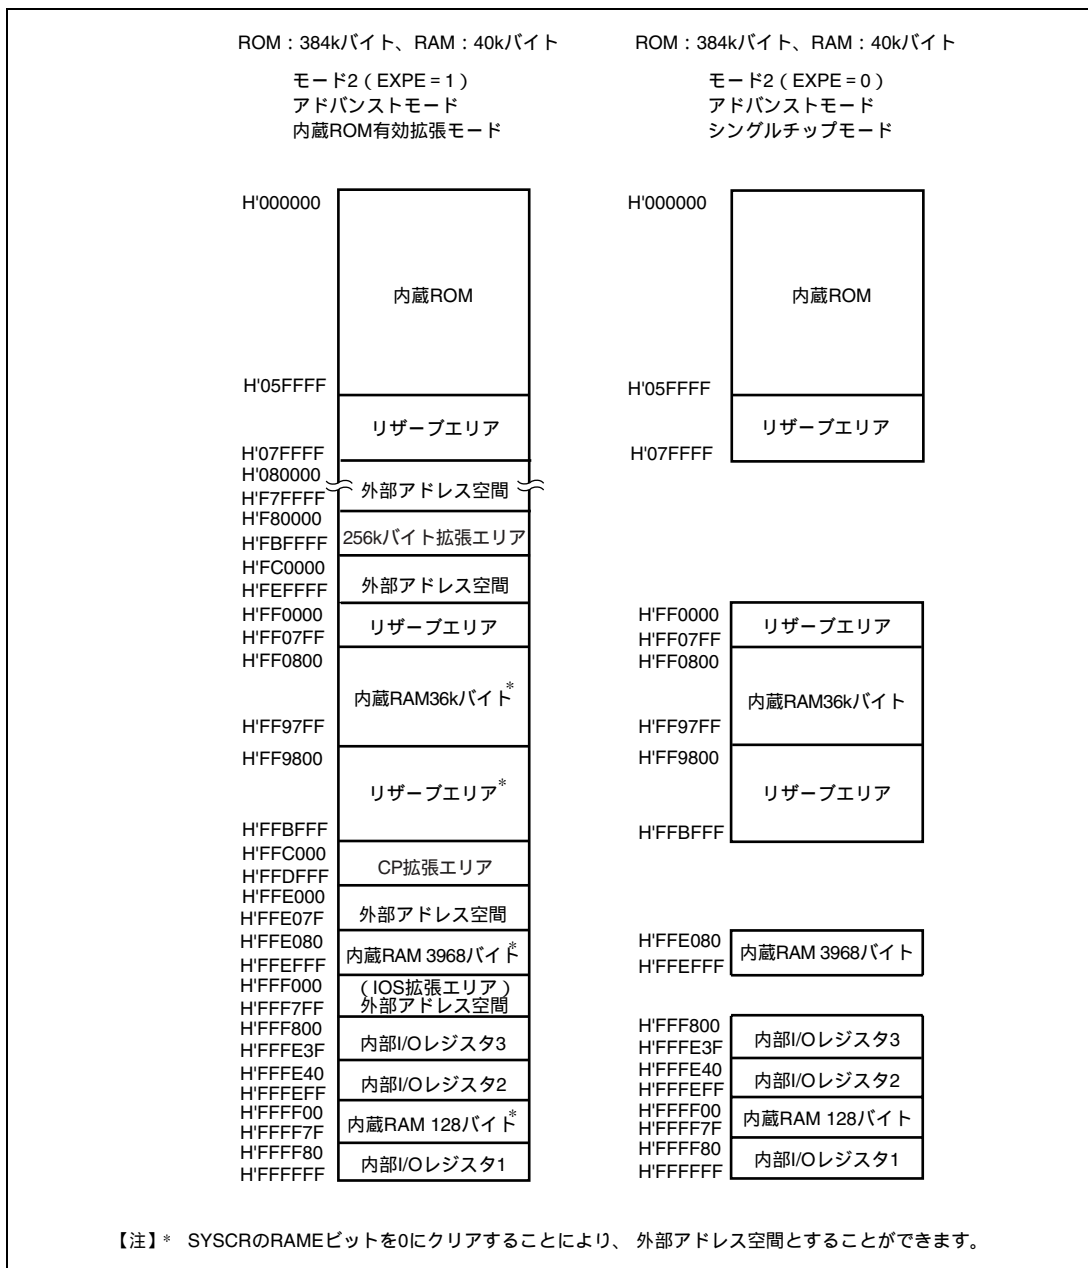 ROM：384kバイト、RAM：40kバイト
モード2（EXPE＝1）
アドバンストモード
内蔵ROM有効拡張モード
H'000000
内蔵ROM
H'05FFFF
リザーブエリア
H'07FFFF
H'080000
外部アドレス空間
H'F7FFFF
H'F80000
256kバイト拡張エリア
H'FBFFFF
H'FC0000
外部アドレス空間
H'FEFFFF
H'FF0000
リザーブエリア
H'FF07FF
H'FF0800
内蔵RAM36kバイト*
H'FF97FF
H'FF9800
リザーブエリア*
H'FFBFFF
H'FFC000
CP拡張エリア
H'FFDFFF
H'FFE000
外部アドレス空間
H'FFE07F
H'FFE080
内蔵RAM 3968バイト*
H'FFEFFF
H'FFF000
（IOS拡張エリア）
外部アドレス空間
H'FFF7FF
H'FFF800
内部I/Oレジスタ3
H'FFFE3F
H'FFFE40
内部I/Oレジスタ2
H'FFFEFF
H'FFFF00
内蔵RAM 128バイト*
H'FFFF7F
H'FFFF80
内部I/Oレジスタ1
H'FFFFFF
ROM：384kバイト、RAM：40kバイト
モード2（EXPE＝0）
アドバンストモード
シングルチップモード
H'000000
内蔵ROM
H'05FFFF
リザーブエリア
H'07FFFF
H'FF0000
リザーブエリア
H'FF07FF
H'FF0800
内蔵RAM36kバイト
H'FF97FF
H'FF9800
リザーブエリア
H'FFBFFF
H'FFE080
内蔵RAM 3968バイト
H'FFEFFF
H'FFF800
内部I/Oレジスタ3
H'FFFE3F
H'FFFE40
内部I/Oレジスタ2
H'FFFEFF
H'FFFF00
内蔵RAM 128バイト
H'FFFF7F
H'FFFF80
内部I/Oレジスタ1
H'FFFFFF
【注】* SYSCRのRAMEビットを0にクリアすることにより、外部アドレス空間とすることができます。